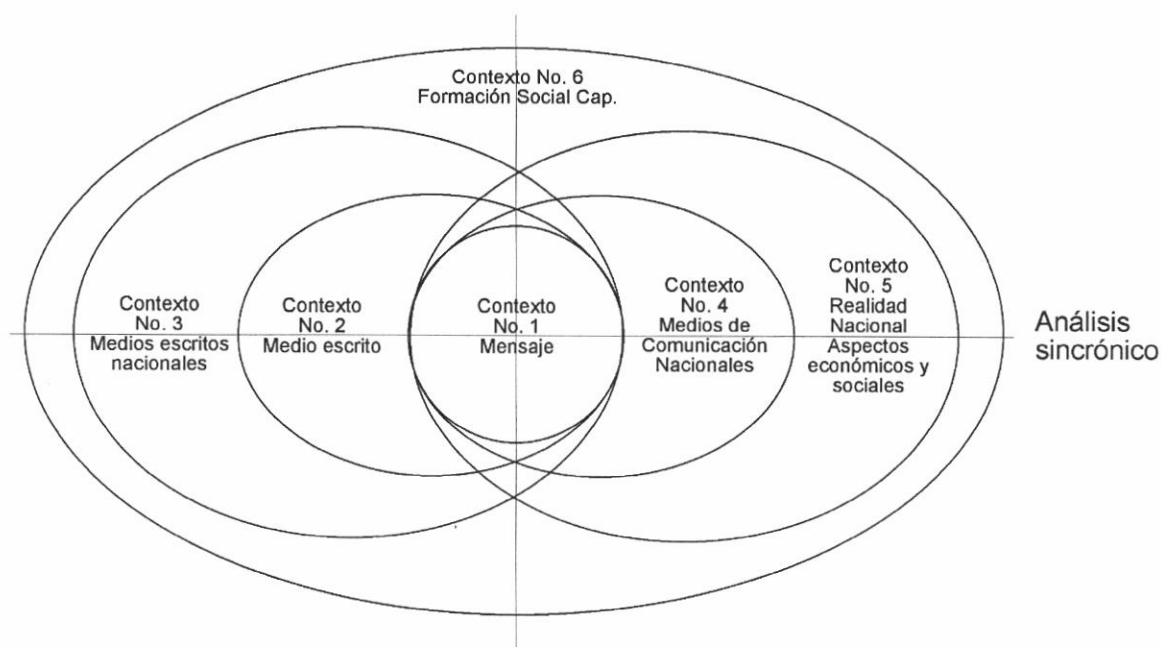 Contexto No. 6
Formación Social Cap.
Contexto
No. 3
Medios escritos
nacionales
Contexto
No. 2
Medio escrito
Contexto
No. 1
Mensaje
Contexto
No. 4
Medios de
Comunicación
Nacionales
Contexto
No. 5
Realidad
Nacional
Aspectos
económicos y
sociales
Análisis
sincrónico